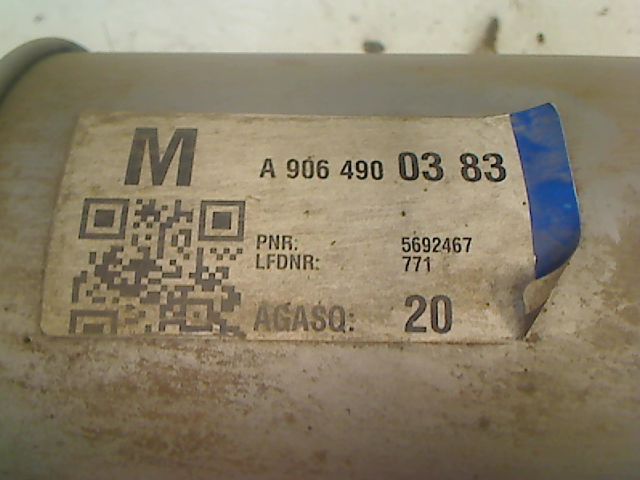 M
A 906 490 03 83
PNR: 5692467
LFDNR: 771
AGASQ: 20